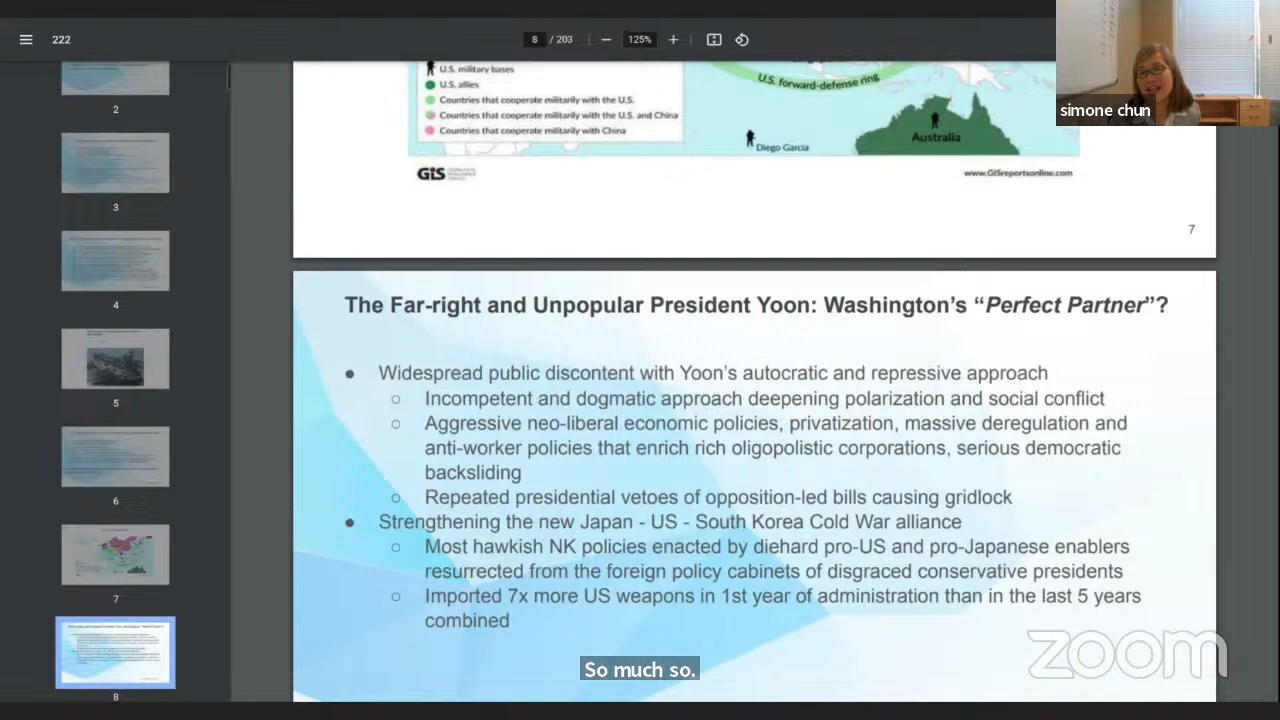 222
8 / 203
125%
simone chun
U.S. military bases
U.S. allies
Countries that cooperate militarily with the U.S.
Countries that cooperate militarily with the U.S. and China
Countries that cooperate militarily with China
U.S. forward-defense ring
Diego Garcia
Australia
GIS
www.GISreportsonline.com
7
2
3
4
5
6
7
8
The Far-right and Unpopular President Yoon: Washington's “Perfect Partner”?
● Widespread public discontent with Yoon's autocratic and repressive approach
○ Incompetent and dogmatic approach deepening polarization and social conflict
○ Aggressive neo-liberal economic policies, privatization, massive deregulation and
anti-worker policies that enrich rich oligopolistic corporations, serious democratic
backsliding
○ Repeated presidential vetoes of opposition-led bills causing gridlock
● Strengthening the new Japan - US - South Korea Cold War alliance
○ Most hawkish NK policies enacted by diehard pro-US and pro-Japanese enablers
resurrected from the foreign policy cabinets of disgraced conservative presidents
○ Imported 7x more US weapons in 1st year of administration than in the last 5 years
combined
So much so.
zoom